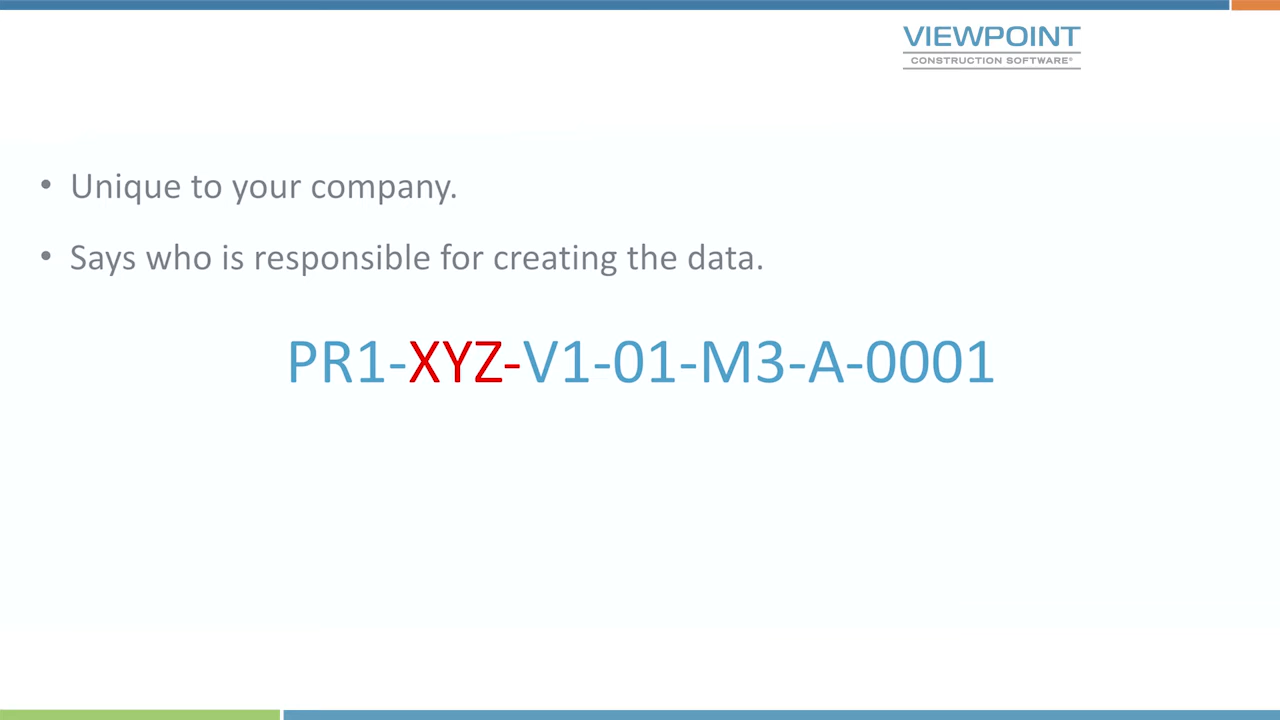 VIEWPOINT
CONSTRUCTION SOFTWARE®
• Unique to your company.
• Says who is responsible for creating the data.
PR1-XYZ-V1-01-M3-A-0001